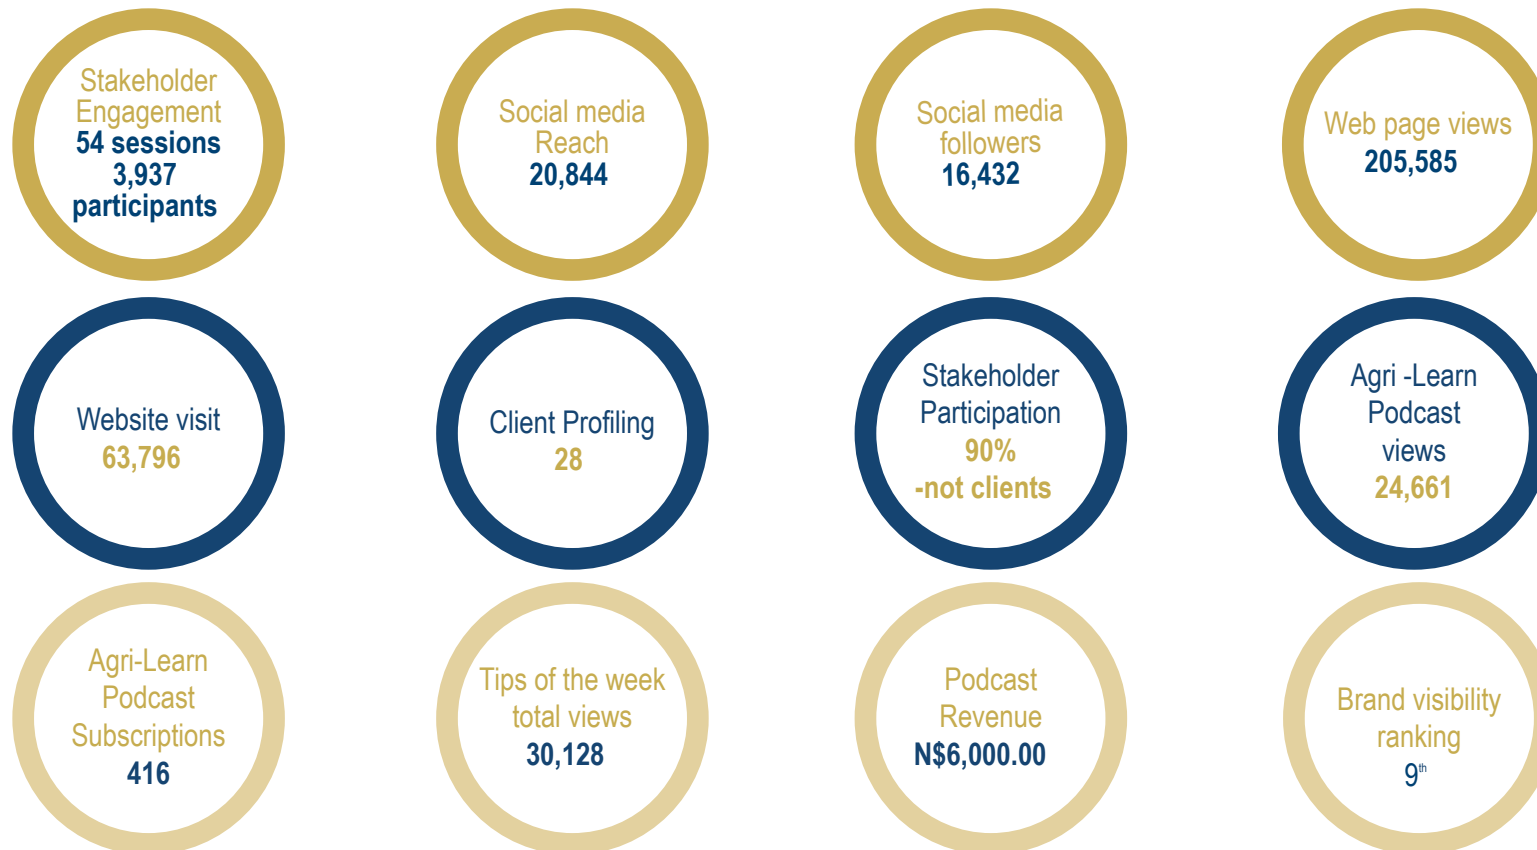 Stakeholder
Engagement
54 sessions
3,937
participants
Social media
Reach
20,844
Social media
followers
16,432
Web page views
205,585
Website visit
63,796
Client Profiling
28
Stakeholder
Participation
90%
-not clients
Agri -Learn
Podcast
views
24,661
Agri-Learn
Podcast
Subscriptions
416
Tips of the week
total views
30,128
Podcast
Revenue
N$6,000.00
Brand visibility
ranking
9th